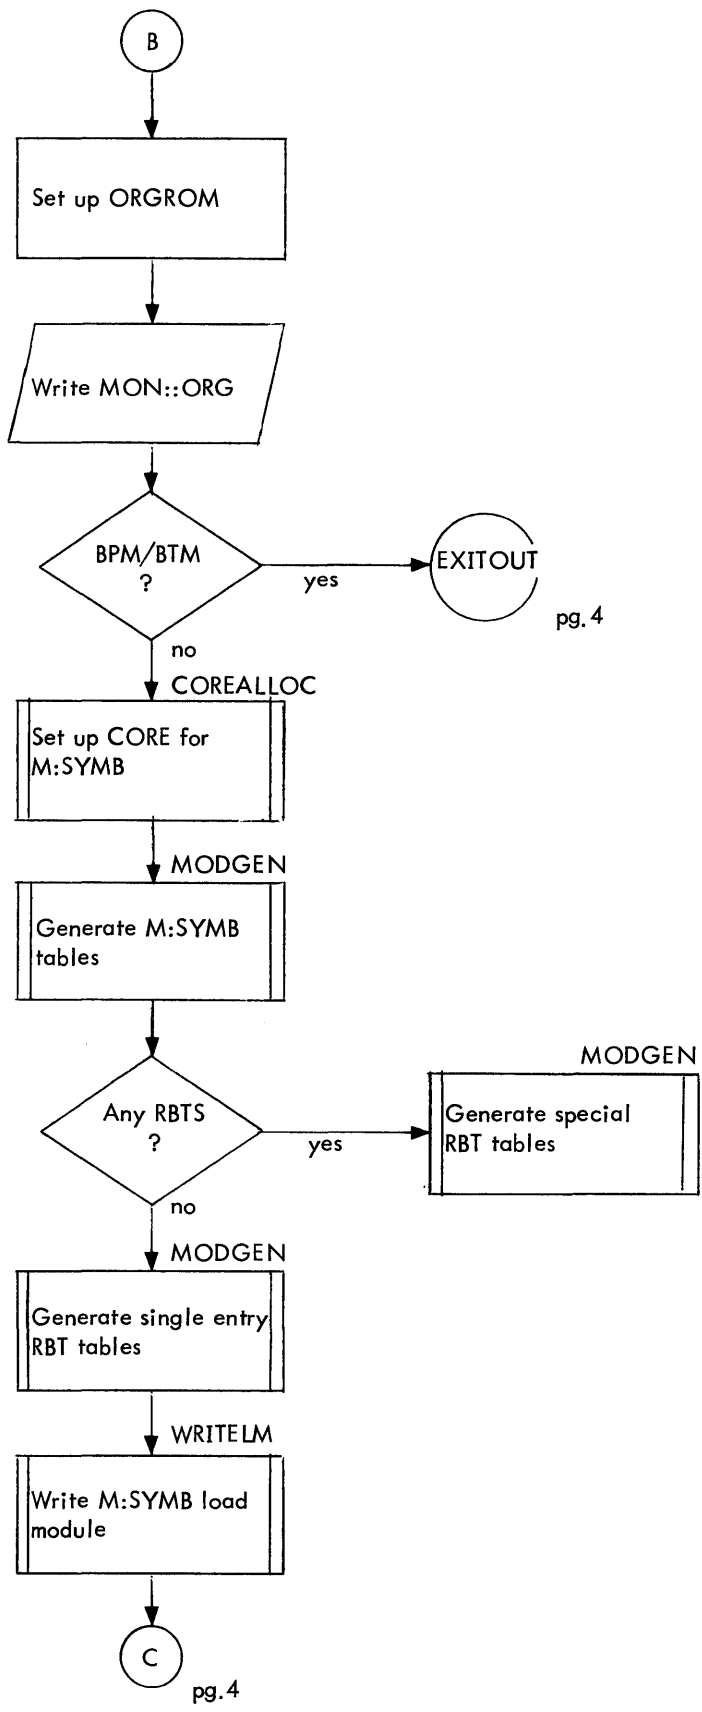 B
Set up ORGROM
Write MON::ORG
BPM/BTM
?
yes
EXITOUT
pg. 4
no
COREALLOC
Set up CORE for
M:SYMB
MODGEN
Generate M:SYMB
tables
Any RBTS
?
yes
MODGEN
Generate special
RBT tables
no
MODGEN
Generate single entry
RBT tables
WRITELM
Write M:SYMB load
module
C
pg. 4